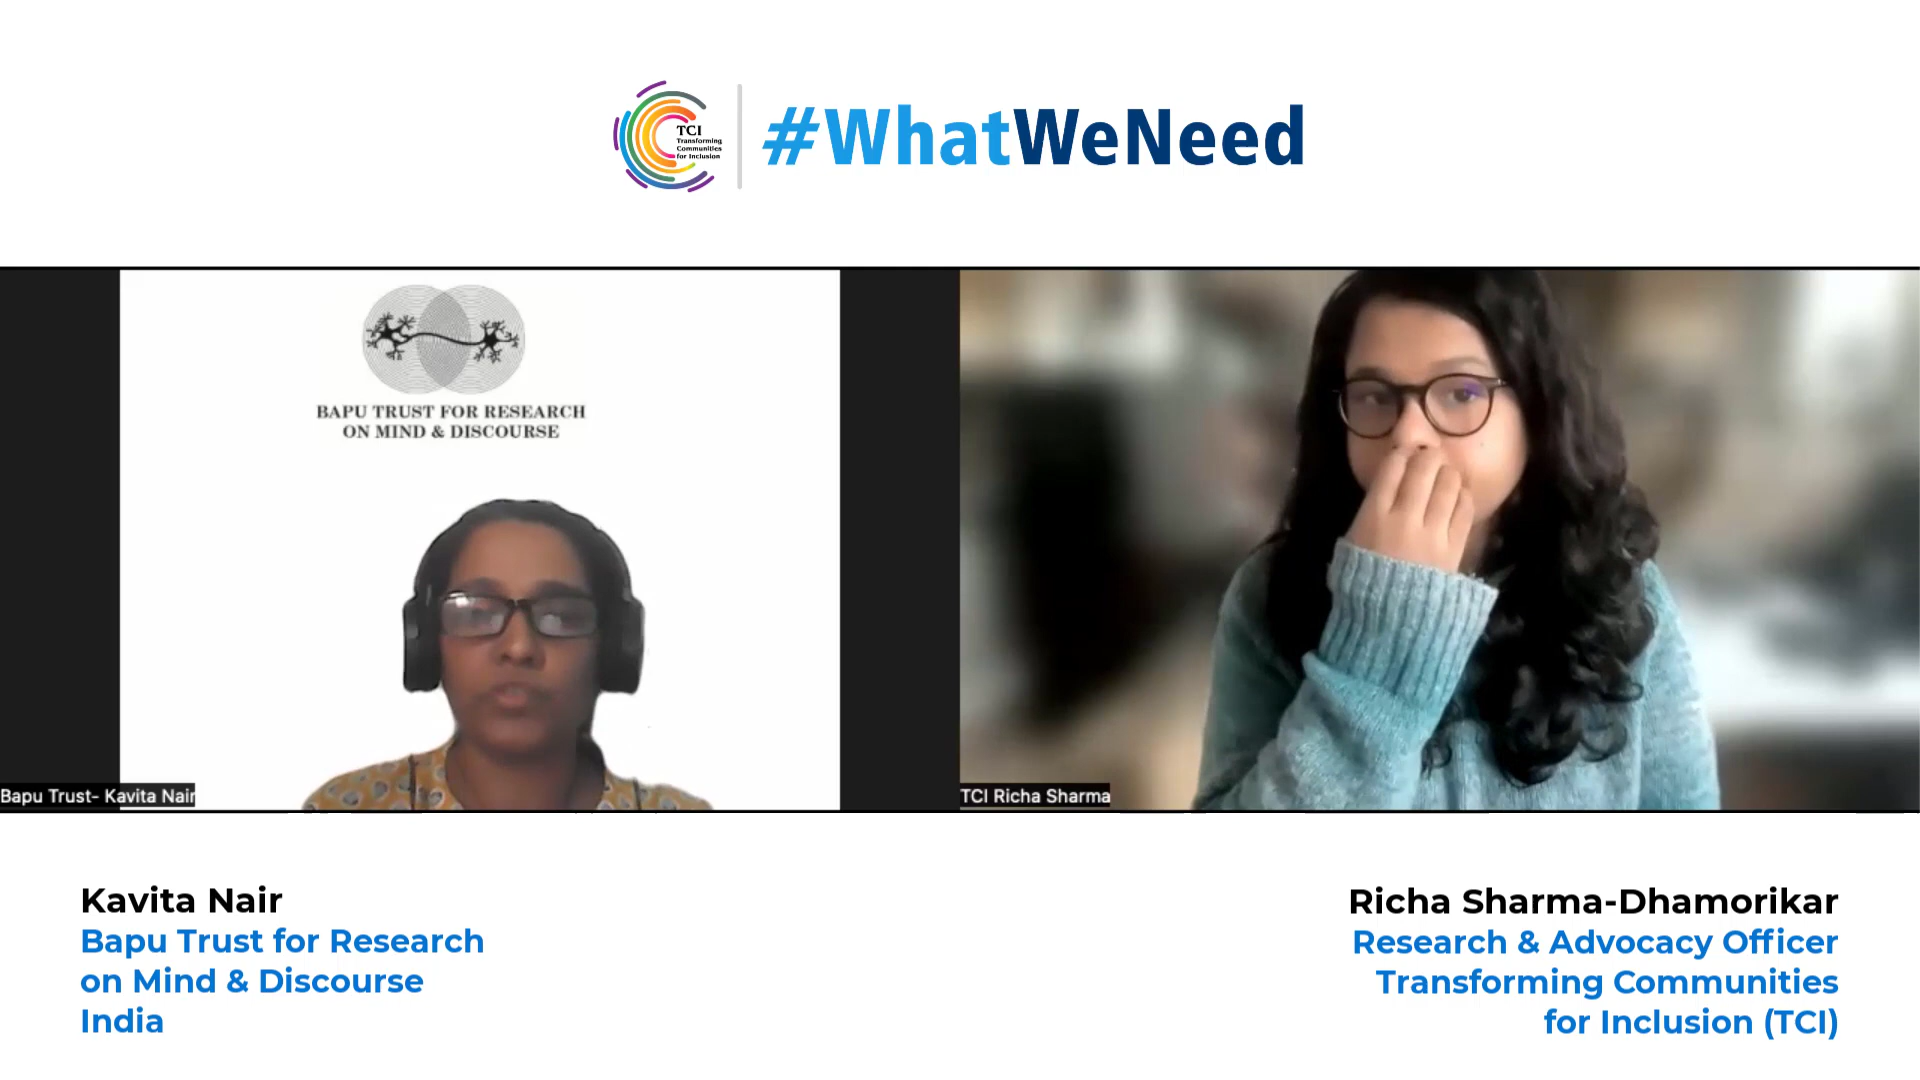 TCI
Transforming
Communities
for Inclusion
#WhatWeNeed
BAPU TRUST FOR RESEARCH
ON MIND & DISCOURSE
Bapu Trust- Kavita Nair
TCI Richa Sharma
Kavita Nair
Bapu Trust for Research
on Mind & Discourse
India
Richa Sharma-Dhamorikar
Research & Advocacy Officer
Transforming Communities
for Inclusion (TCI)